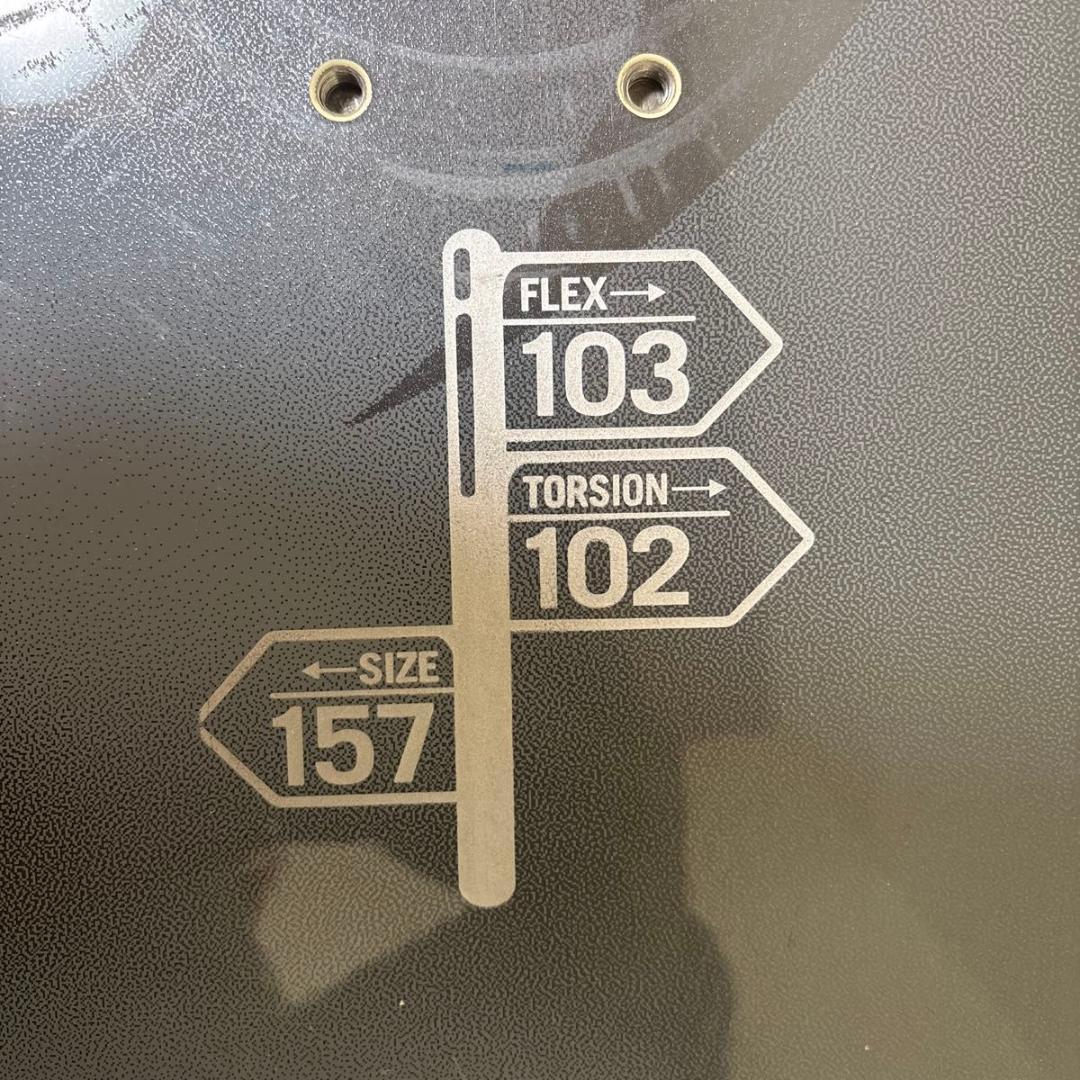 FLEX→
103
TORSION→
102
←SIZE
157